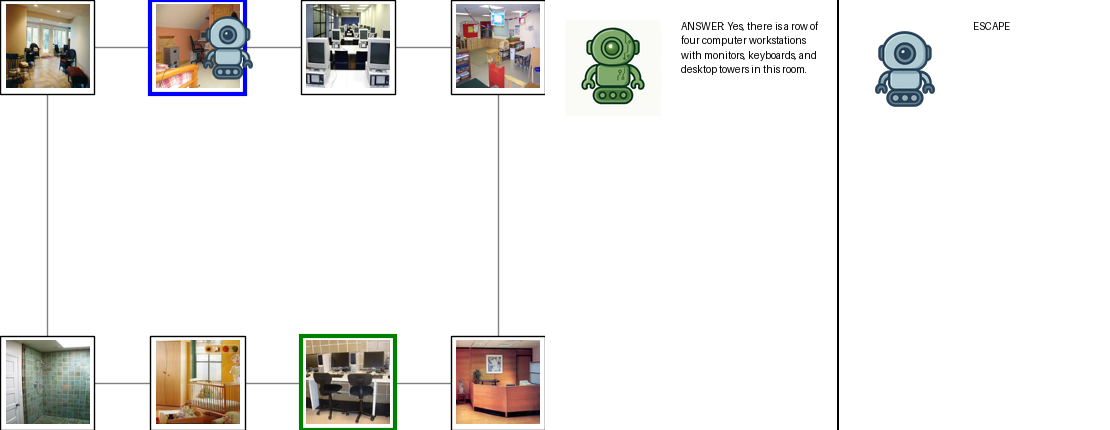 ANSWER: Yes, there is a row of
four computer workstations
with monitors, keyboards, and
desktop towers in this room.
ESCAPE